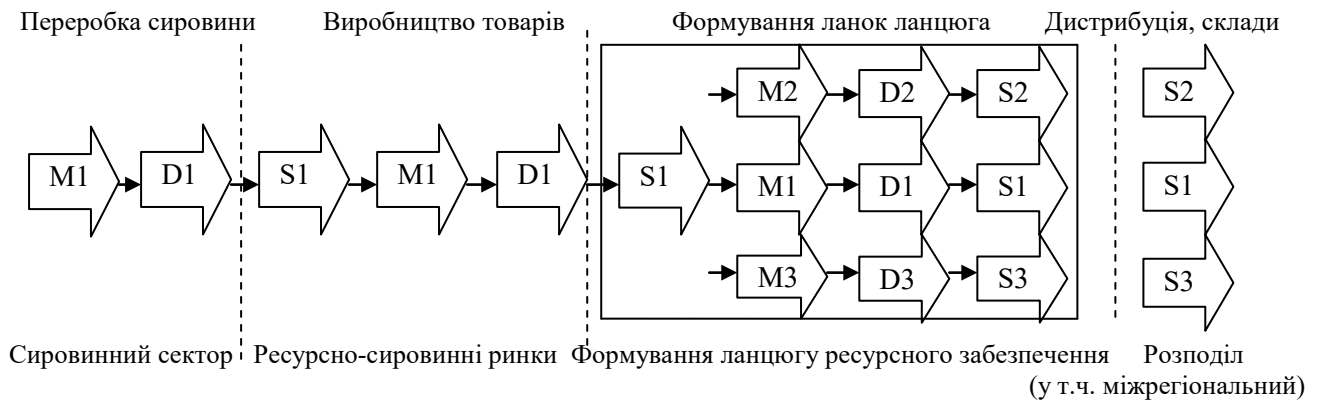 Переробка сировини
Виробництво товарів
Формування ланок ланцюга
Дистрибуція, склади
M2
D2
S2
S2
M1
D1
S1
M1
D1
S1
M1
D1
S1
S1
M3
D3
S3
S3
Сировинний сектор
Ресурсно-сировинні ринки
Формування ланцюгу ресурсного забезпечення
Розподіл
(у т.ч. міжрегіональний)